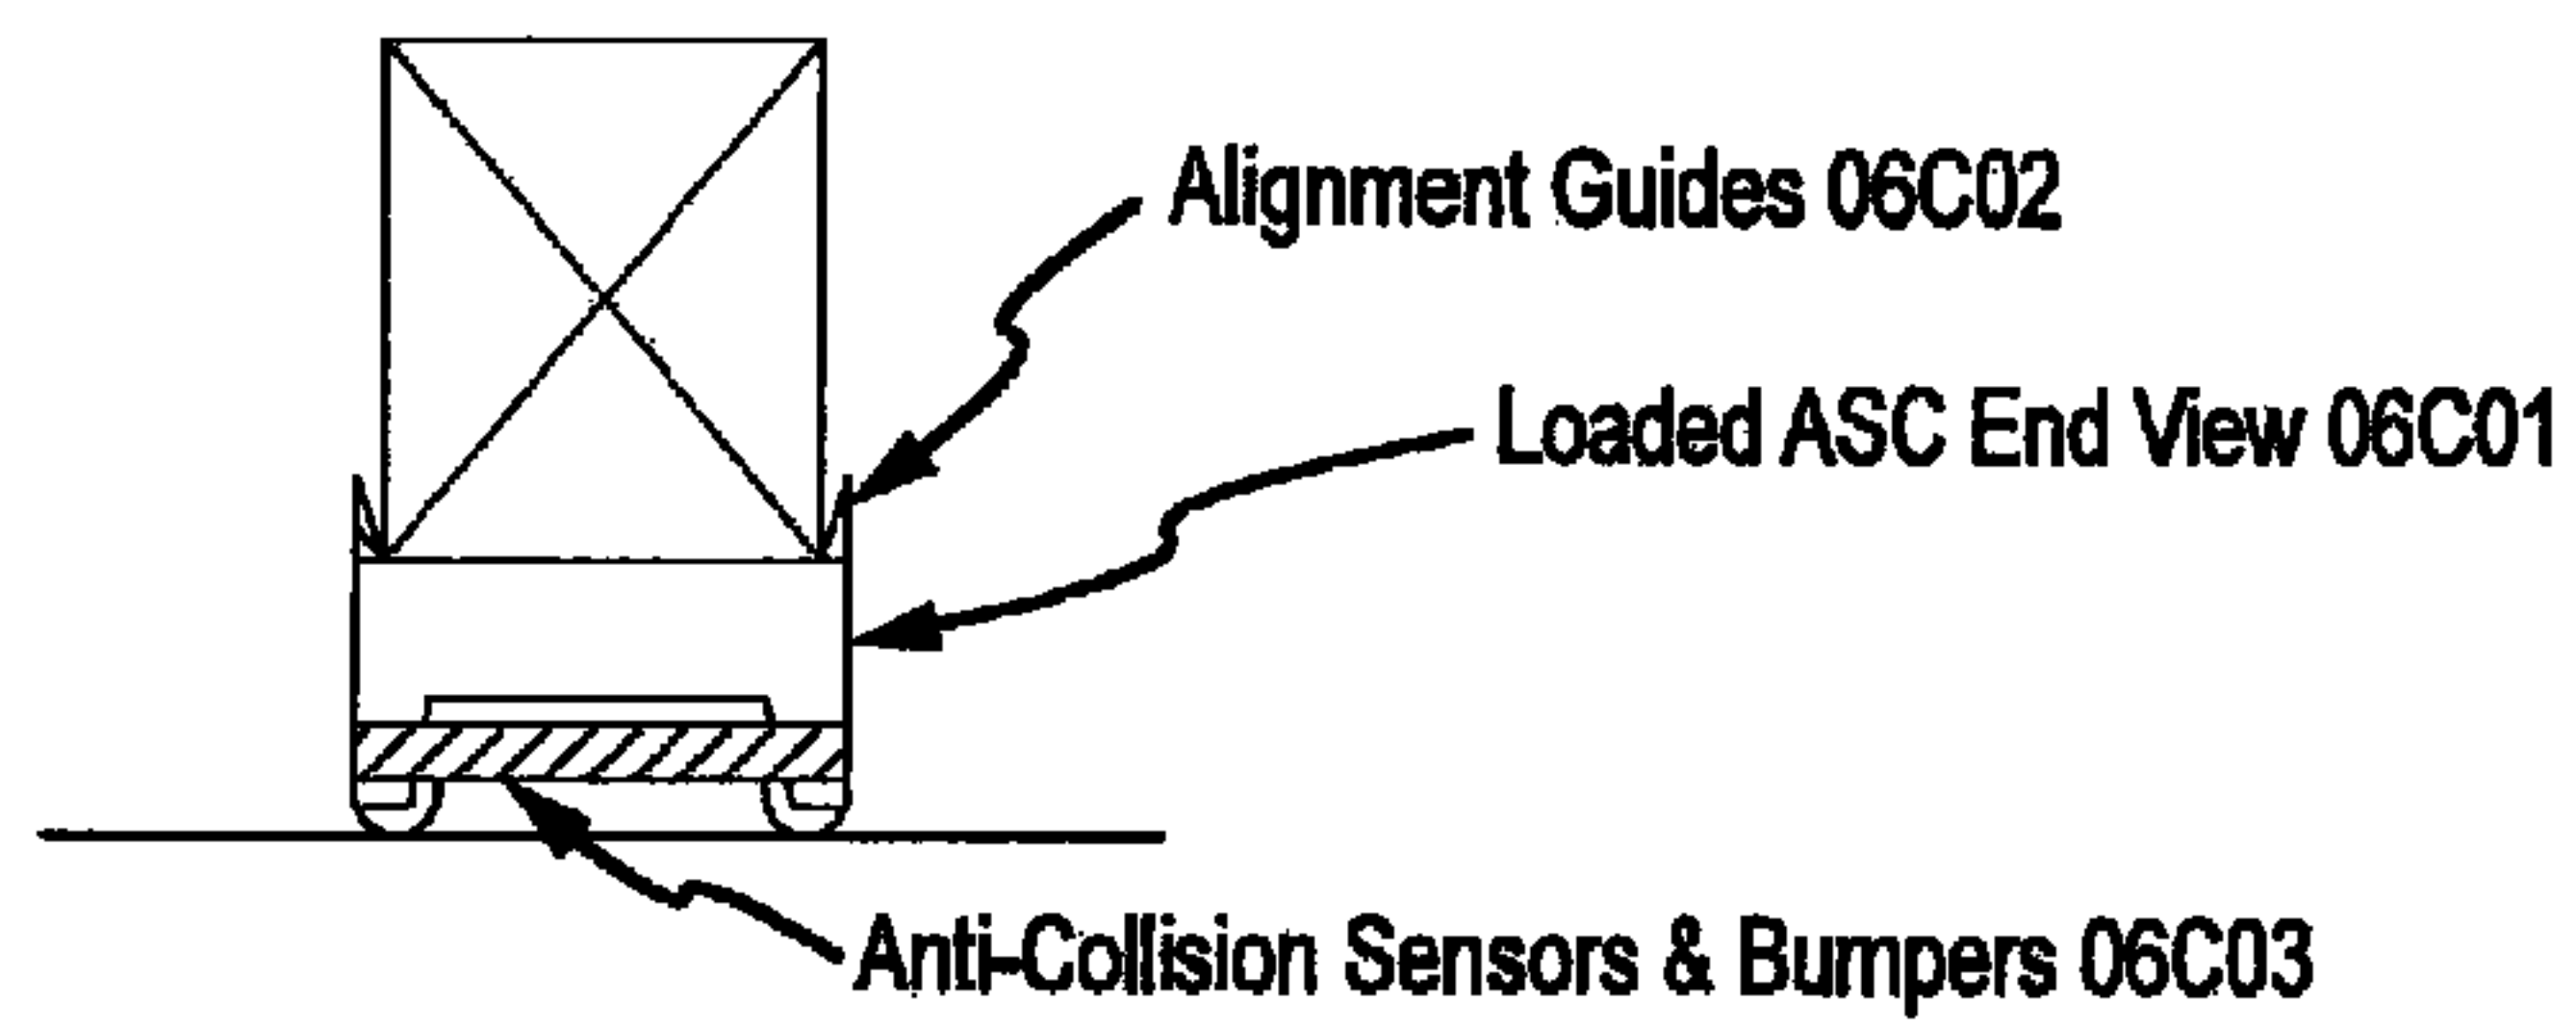 Alignment Guides 06C02
Loaded ASC End View 06C01
Anti-Collision Sensors & Bumpers 06C03